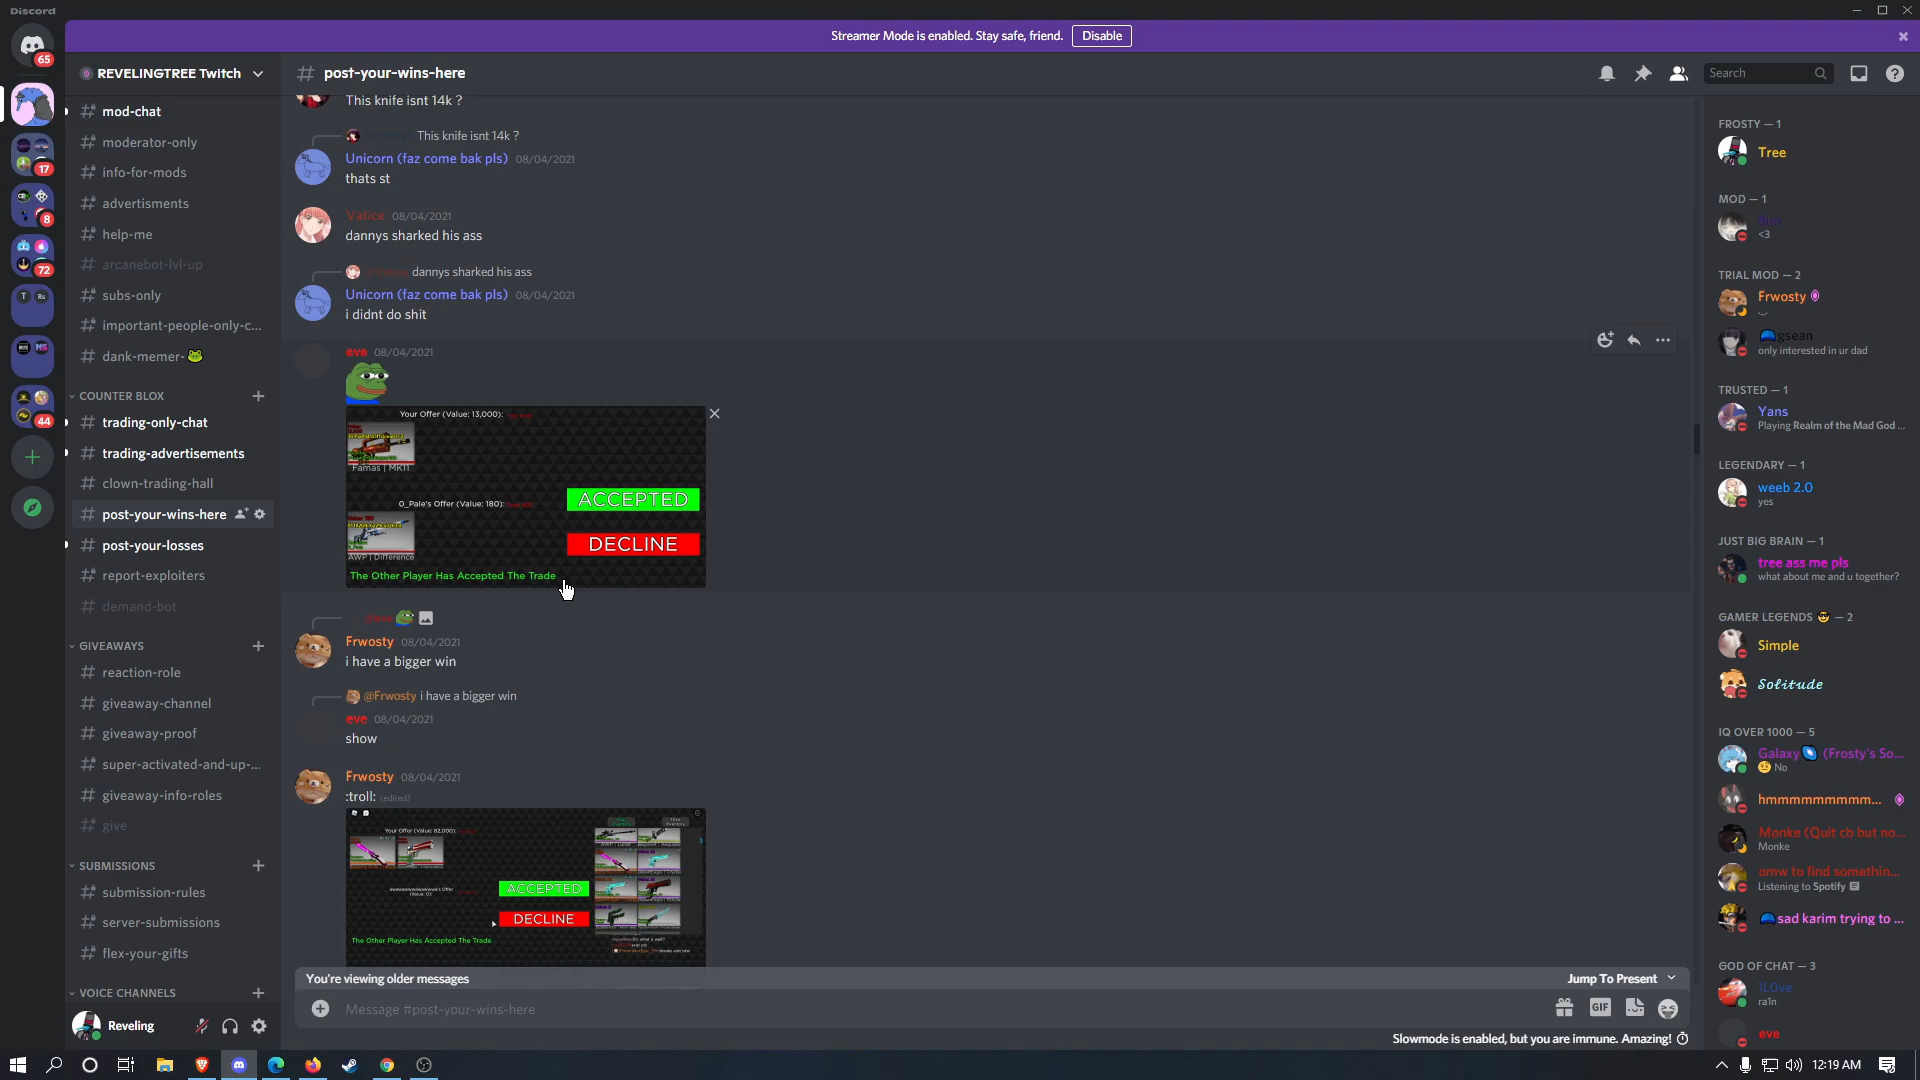 Discord
Streamer Mode is enabled. Stay safe, friend.
Disable
65
17
8
72
44
REVELINGTREE Twitch
mod-chat
moderator-only
info-for-mods
advertisments
help-me
arcanebot-lvl-up
subs-only
important-people-only-c...
dank-memer-
COUNTER BLOX
trading-only-chat
trading-advertisements
clown-trading-hall
post-your-wins-here
post-your-losses
report-exploiters
demand-bot
GIVEAWAYS
reaction-role
giveaway-channel
giveaway-proof
super-activated-and-up-...
giveaway-info-roles
give
SUBMISSIONS
submission-rules
server-submissions
flex-your-gifts
VOICE CHANNELS
Reveling
post-your-wins-here
Search
This knife isnt 14k ?
This knife isnt 14k ?
Unicorn (faz come bak pls) 08/04/2021
thats st
Vatice 08/04/2021
dannys sharked his ass
dannys sharked his ass
Unicorn (faz come bak pls) 08/04/2021
i didnt do shit
eve 08/04/2021
Your Offer (Value: 13,000):
Famas | MK11
0_Pale's Offer (Value: 180):
AWP | Difference
ACCEPTED
DECLINE
The Other Player Has Accepted The Trade
Frwosty 08/04/2021
i have a bigger win
@Frwosty i have a bigger win
eve 08/04/2021
show
Frwosty 08/04/2021
:troll: (edited)
Your Offer (Value: 82,000):
ACCEPTED
DECLINE
The Other Player Has Accepted The Trade
You're viewing older messages
Jump To Present
Message #post-your-wins-here
GIF
Slowmode is enabled, but you are immune. Amazing!
FROSTY — 1
Tree
MOD — 1
<3
TRIAL MOD — 2
Frwosty
._.
gsean
only interested in ur dad
TRUSTED — 1
Yans
Playing Realm of the Mad God ...
LEGENDARY — 1
weeb 2.0
yes
JUST BIG BRAIN — 1
tree ass me pls
what about me and u together?
GAMER LEGENDS 😎 — 2
Simple
Solitude
IQ OVER 1000 — 5
Galaxy (Frosty's So...
No
hmmmmmmmmm...
Monke (Quit cb but no...
Monke
omw to find somethin...
Listening to Spotify
sad karim trying to ...
GOD OF CHAT — 3
1L0ve
ra1n
eve
12:19 AM